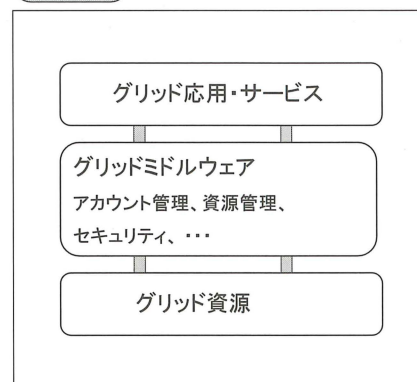 グリッド応用・サービス
グリッドミドルウェア
アカウント管理、資源管理、
セキュリティ、・・・
グリッド資源